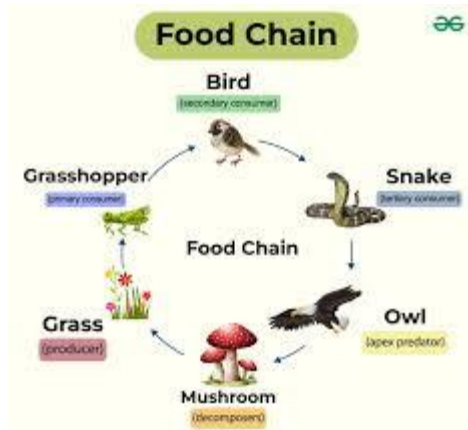 Food Chain
Bird
(secondary consumer)
Grasshopper
(primary consumer)
Snake
(tertiary consumer)
Food Chain
Grass
(producer)
Owl
(apex predator)
Mushroom
(decomposers)